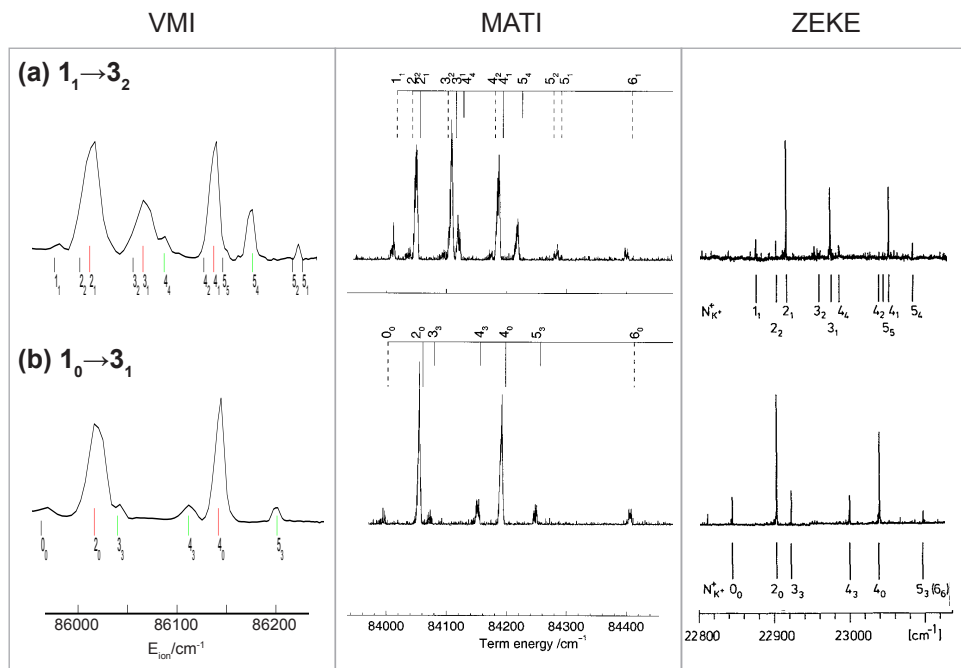 VMI MATI ZEKE
(a) 1₁→3₂
1₁ 2₂ 2₁ 3₂ 3₁ 4₄ 4₂ 4₁ 5₃ 5₄ 5₂ 5₁
1₁ 2₂ 2₁ 3₂ 3₁ 4₄ 4₂ 4₁ 5₄ 5₂ 5₁ 6₁
N⁺K⁺ 1₁ 2₁ 3₂ 4₄ 4₂ 4₁ 5₄
2₂ 3₁ 5₅
(b) 1₀→3₁
0₀ 2₀ 3₃ 4₃ 4₀ 5₃
0₀ 2₀ 3₃ 4₃ 4₀ 5₃ 6₀
N⁺K⁺ 0₀ 2₀ 3₃ 4₃ 4₀ 5₃(6₆)
86000 86100 86200
E_ion/cm⁻¹
84000 84100 84200 84300 84400
Term energy /cm⁻¹
22800 22900 23000 [cm⁻¹]